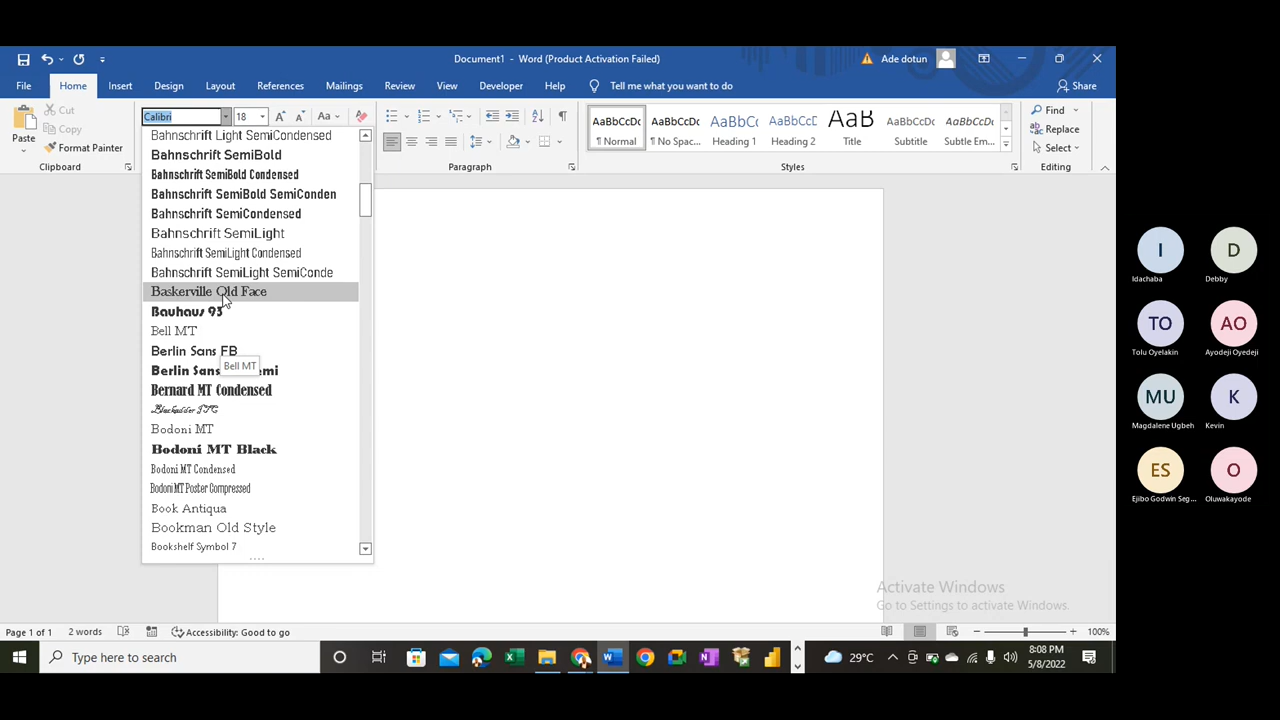 Document1 - Word (Product Activation Failed)
Ade dotun
File Home Insert Design Layout References Mailings Review View Developer Help Tell me what you want to do Share
Paste
Cut
Copy
Format Painter
Clipboard
Calibri 18
Aa
Paragraph
AaBbCcDc AaBbCcDc AaBbCc AaBbCcD AaB AaBbCcDc AaBbCcDc
¶ Normal ¶ No Spac... Heading 1 Heading 2 Title Subtitle Subtle Em...
Styles
Find
Replace
Select
Editing
Bahnschrift Light SemiCondensed
Bahnschrift SemiBold
Bahnschrift SemiBold Condensed
Bahnschrift SemiBold SemiConden
Bahnschrift SemiCondensed
Bahnschrift SemiLight
Bahnschrift SemiLight Condensed
Bahnschrift SemiLight SemiConde
Baskerville Old Face
Bauhaus 93
Bell MT
Berlin Sans FB
Bell MT
Berlin Sans emi
Bernard MT Condensed
Blackadder ITC
Bodoni MT
Bodoni MT Black
Bodoni MT Condensed
Bodoni MT Poster Compressed
Book Antiqua
Bookman Old Style
Bookshelf Symbol 7
Activate Windows
Go to Settings to activate Windows.
Page 1 of 1 2 words Accessibility: Good to go 100%
Type here to search
29°C
8:08 PM
5/8/2022
I D
Idachaba Debby
TO AO
Tolu Oyelakin Ayodeji Oyedeji
MU K
Magdalene Ugbeh Kevin
ES O
Ejibo Godwin Seg... Oluwakayode